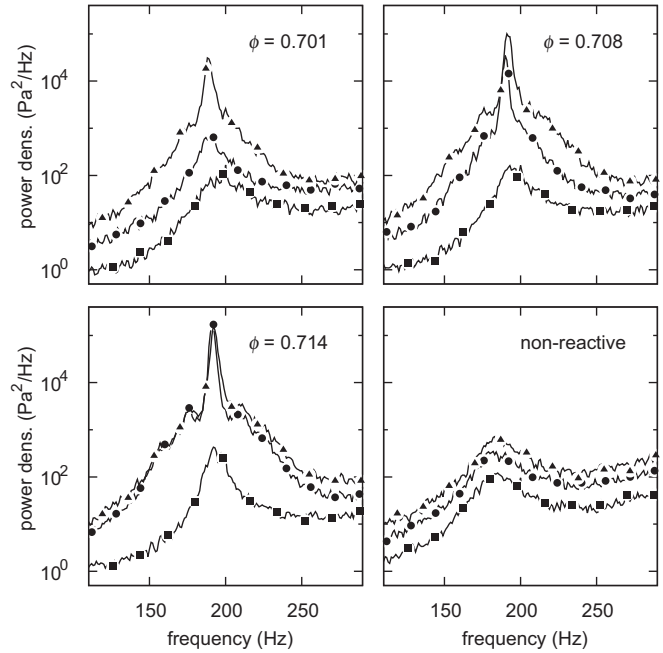 ϕ = 0.701
ϕ = 0.708
power dens. (Pa²/Hz)
10⁴
10²
10⁰
ϕ = 0.714
non-reactive
power dens. (Pa²/Hz)
10⁴
10²
10⁰
150 200 250
150 200 250
frequency (Hz)
frequency (Hz)